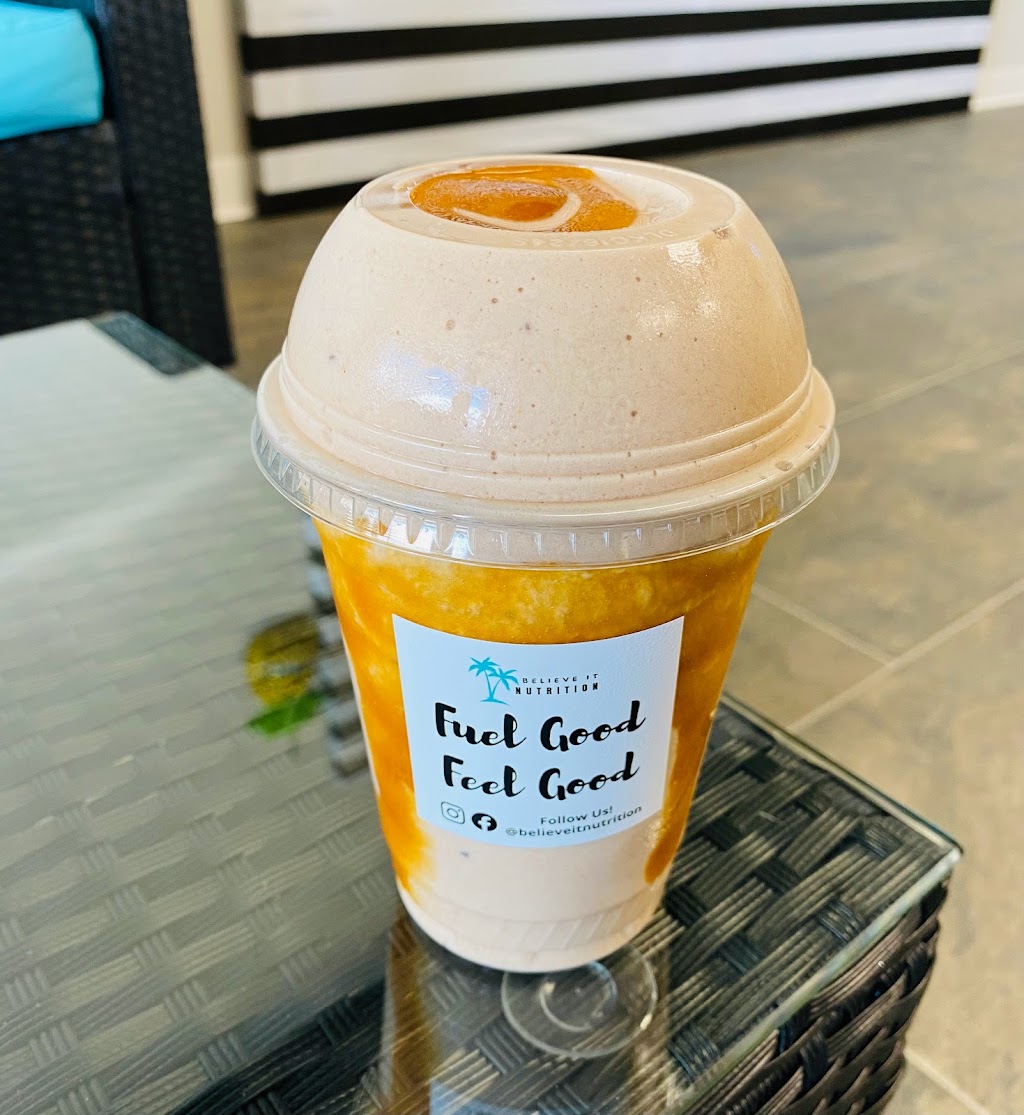 BELIEVE IT
NUTRITION
Fuel Good
Feel Good
Follow Us!
@believeitnutrition